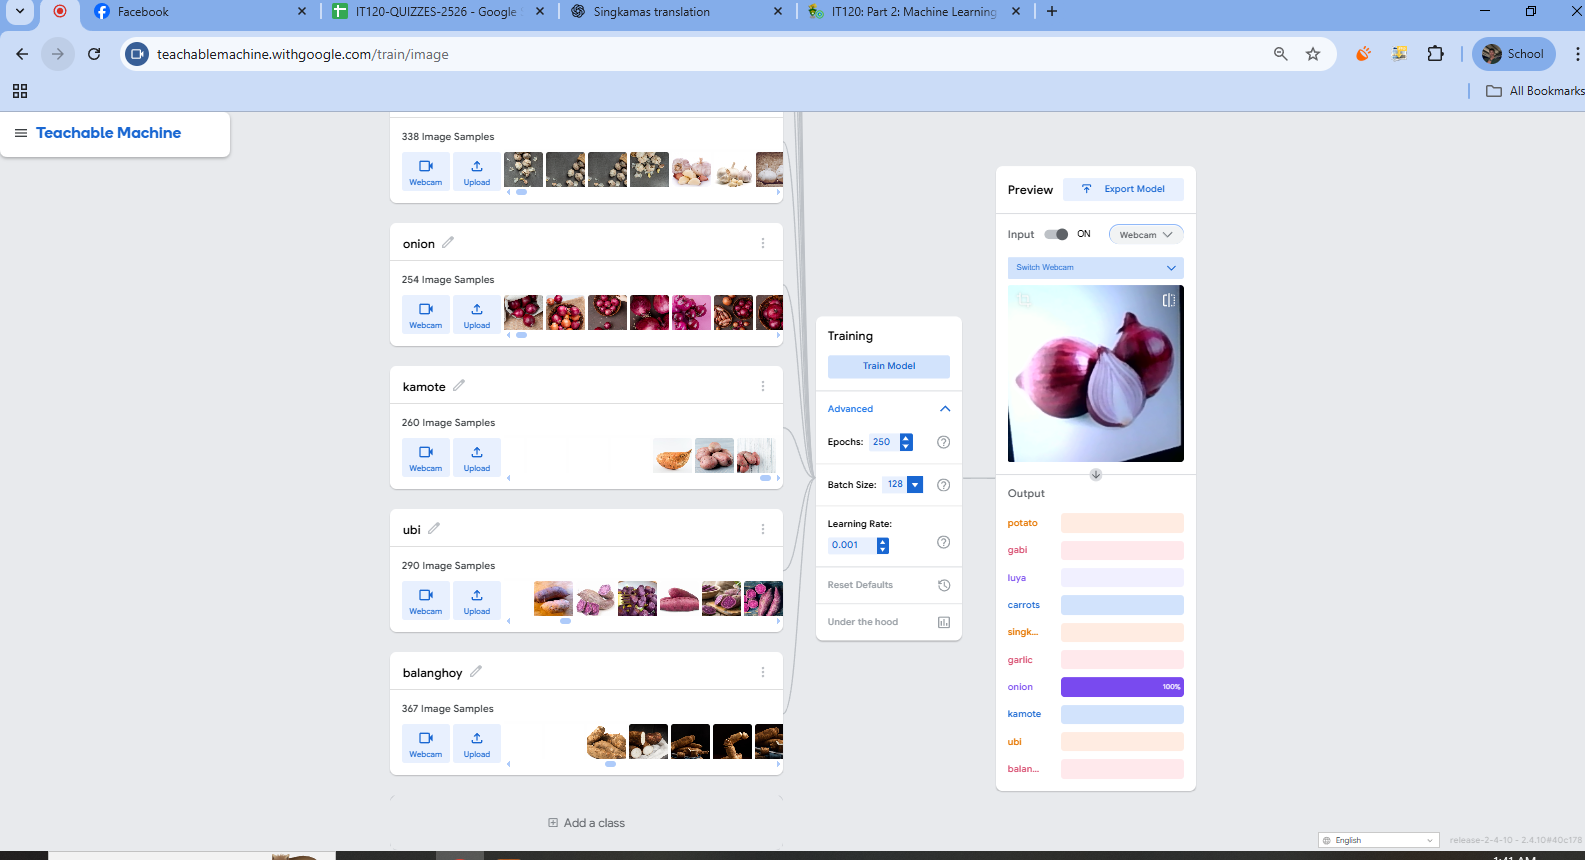 Facebook
IT120-QUIZZES-2526 - Google S
Singkamas translation
IT120: Part 2: Machine Learning
teachablemachine.withgoogle.com/train/image
School
All Bookmarks
Teachable Machine
338 Image Samples
Webcam
Upload
onion
254 Image Samples
Webcam
Upload
kamote
260 Image Samples
Webcam
Upload
ubi
290 Image Samples
Webcam
Upload
balanghoy
367 Image Samples
Webcam
Upload
Add a class
Training
Train Model
Advanced
Epochs: 250
Batch Size: 128
Learning Rate:
0.001
Reset Defaults
Under the hood
Preview
Export Model
Input ON Webcam
Switch Webcam
Output
potato
gabi
luya
carrots
singk...
garlic
onion 100%
kamote
ubi
balan...
English
release-2-4-10 - 2.4.10#40c178